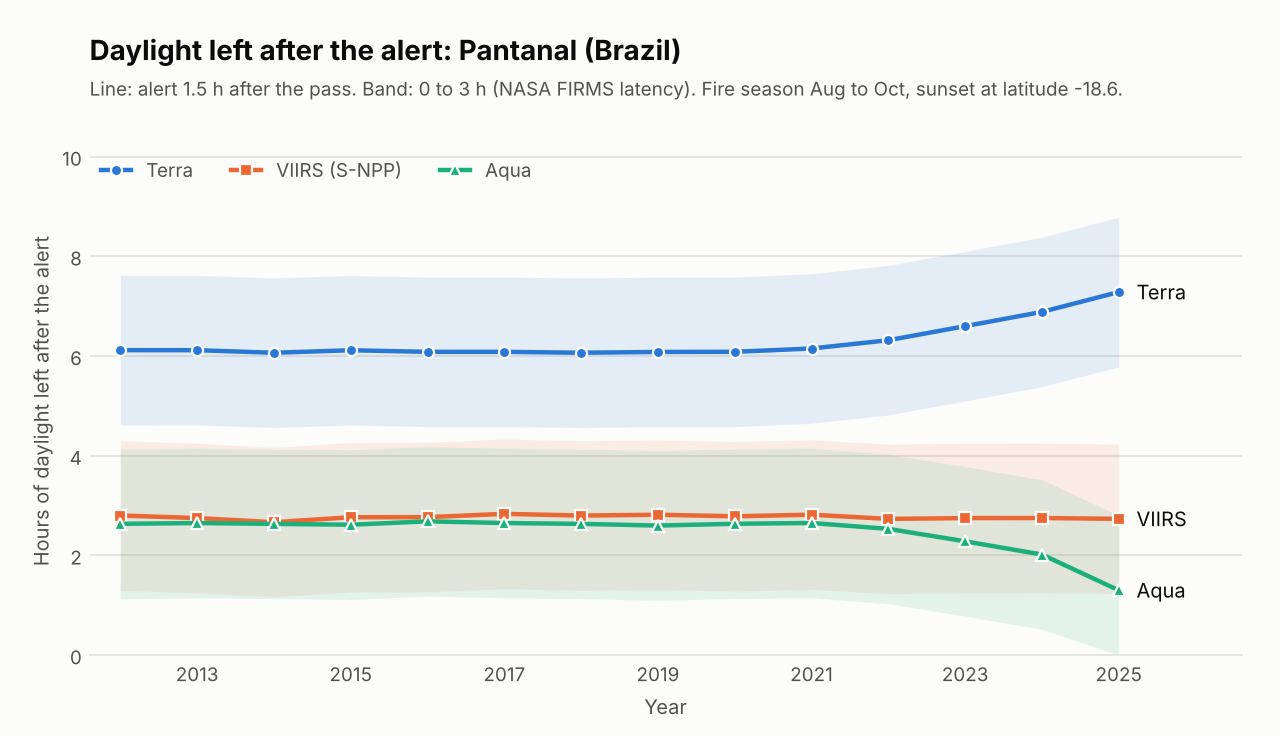 Daylight left after the alert: Pantanal (Brazil)
Line: alert 1.5 h after the pass. Band: 0 to 3 h (NASA FIRMS latency). Fire season Aug to Oct, sunset at latitude -18.6.
Terra
VIIRS (S-NPP)
Aqua
Hours of daylight left after the alert
10
8
6
4
2
0
Terra
VIIRS
Aqua
2013
2015
2017
2019
2021
2023
2025
Year